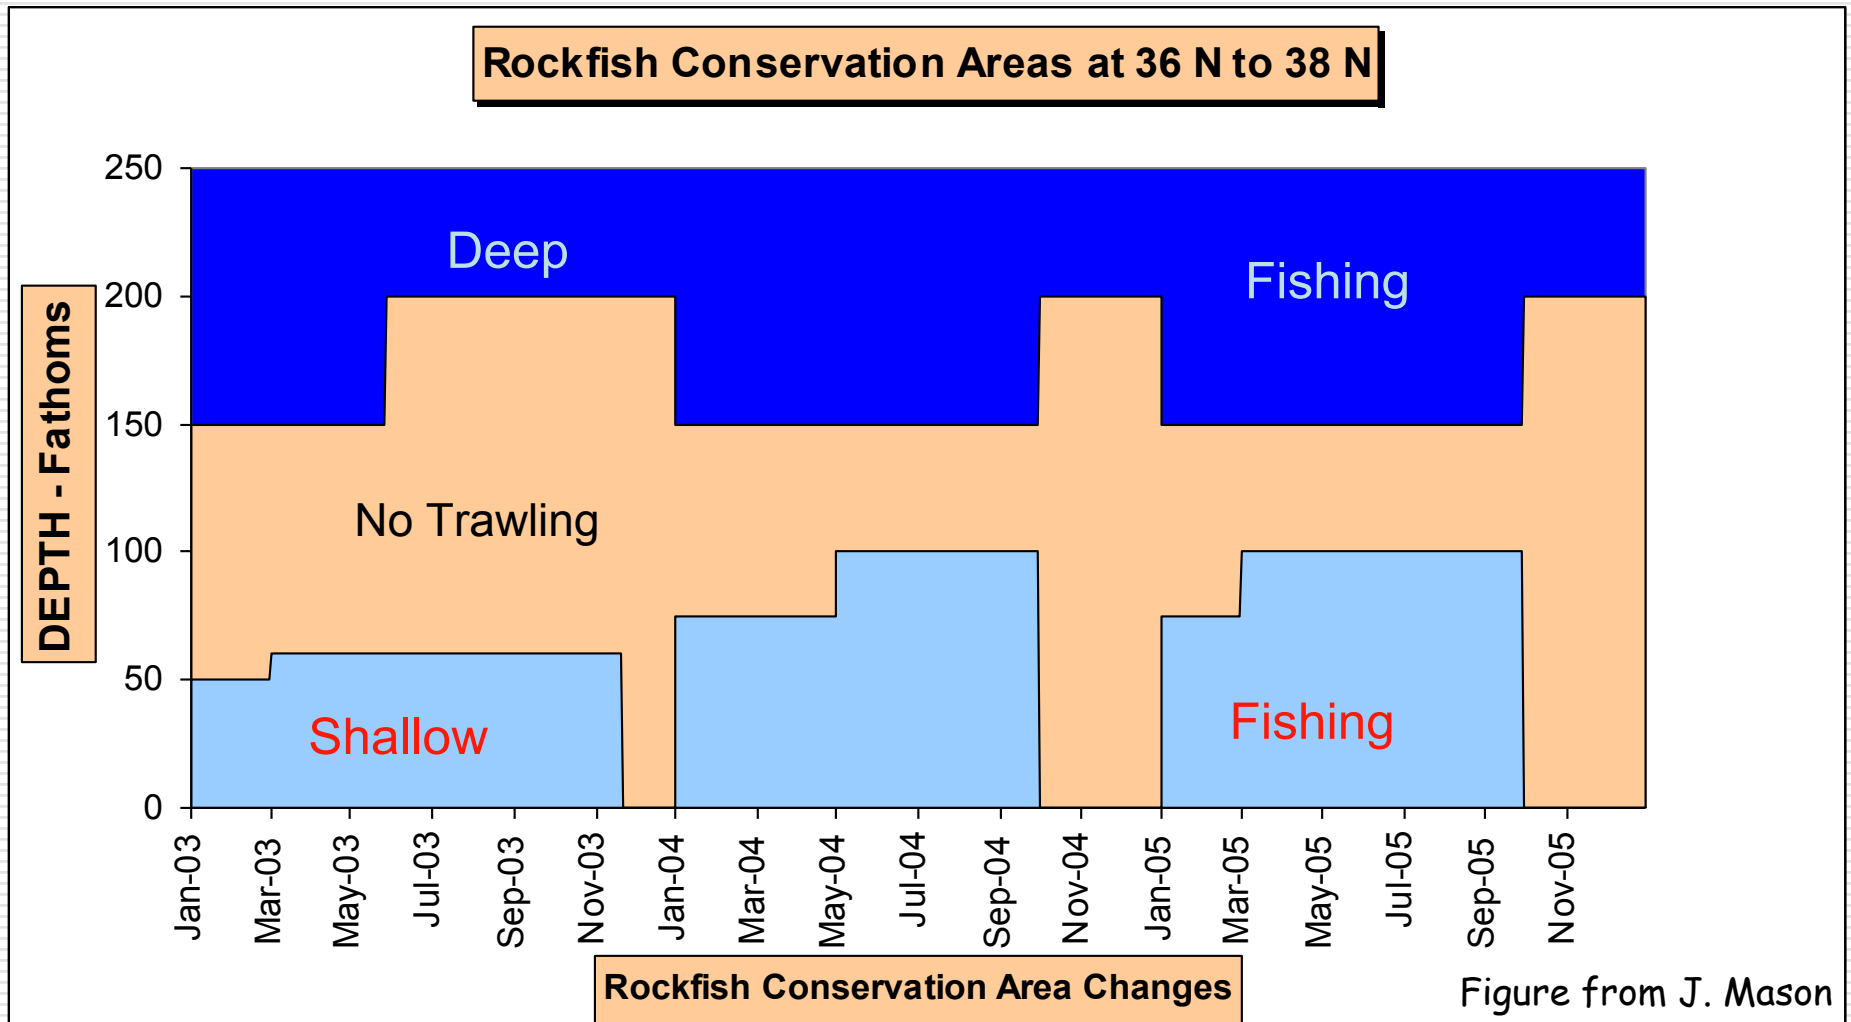 Rockfish Conservation Areas at 36 N to 38 N
DEPTH - Fathoms
250
200
150
100
50
0
Deep
Fishing
No Trawling
Shallow
Fishing
Jan-03
Mar-03
May-03
Jul-03
Sep-03
Nov-03
Jan-04
Mar-04
May-04
Jul-04
Sep-04
Nov-04
Jan-05
Mar-05
May-05
Jul-05
Sep-05
Nov-05
Rockfish Conservation Area Changes
Figure from J. Mason